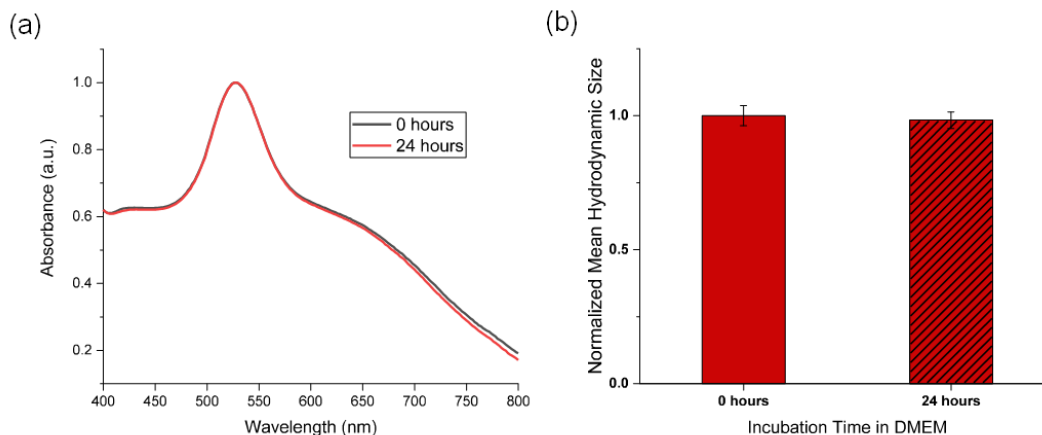 (a)
Absorbance (a.u.)
1.0
0.8
0.6
0.4
0.2
0 hours
24 hours
400 450 500 550 600 650 700 750 800
Wavelength (nm)
(b)
Normalized Mean Hydrodynamic Size
1.0
0.5
0.0
0 hours 24 hours
Incubation Time in DMEM